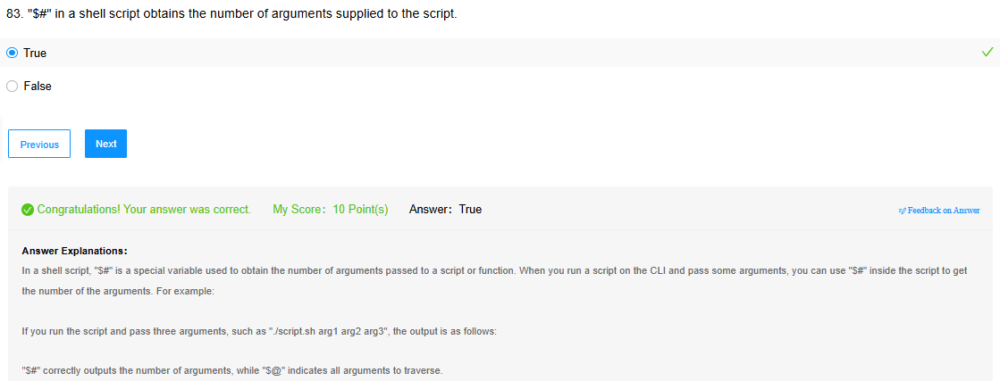 83. "$#" in a shell script obtains the number of arguments supplied to the script.
True
False
Previous
Next
Congratulations! Your answer was correct. My Score: 10 Point(s) Answer: True Feedback on Answer
Answer Explanations:
In a shell script, "$#" is a special variable used to obtain the number of arguments passed to a script or function. When you run a script on the CLI and pass some arguments, you can use "$#" inside the script to get
the number of the arguments. For example:
If you run the script and pass three arguments, such as "./script.sh arg1 arg2 arg3", the output is as follows:
"$#" correctly outputs the number of arguments, while "$@" indicates all arguments to traverse.